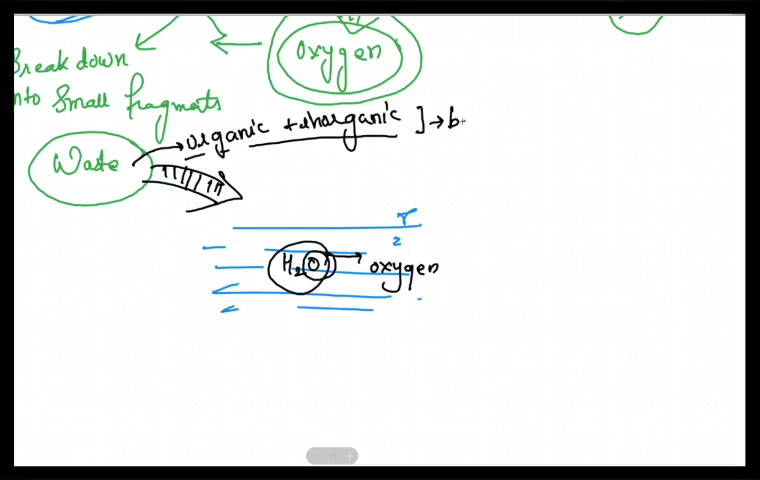 oxygen
Break down
into small fragments
organic + inorganic ] → b
Waste
H₂O → oxygen